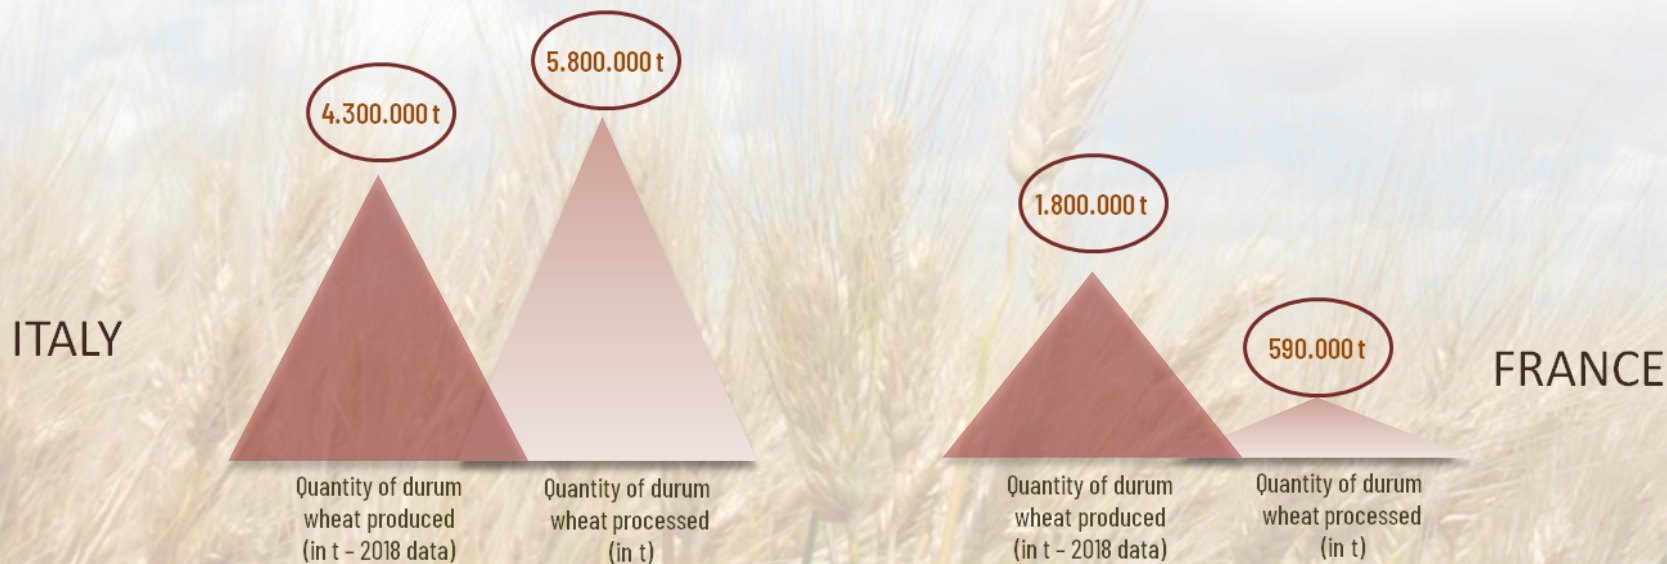 ITALY
4.300.000 t
Quantity of durum
wheat produced
(in t – 2018 data)
5.800.000 t
Quantity of durum
wheat processed
(in t)
1.800.000 t
Quantity of durum
wheat produced
(in t – 2018 data)
590.000 t
Quantity of durum
wheat processed
(in t)
FRANCE